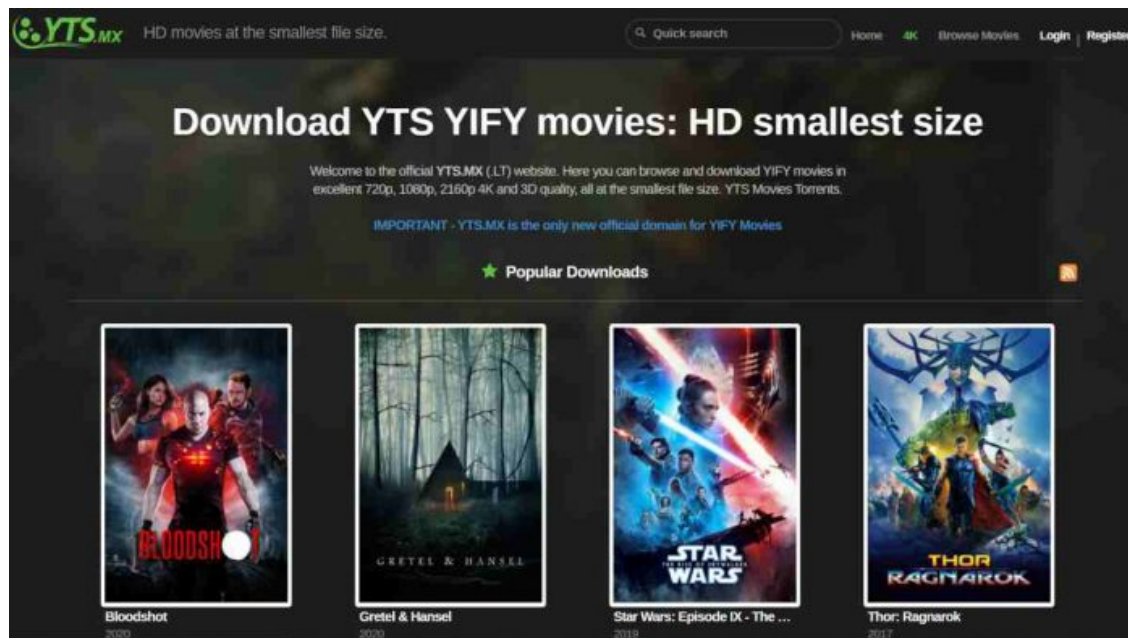 YTS.MX HD movies at the smallest file size. Quick search Home 4K Browse Movies Login | Register
Download YTS YIFY movies: HD smallest size
Welcome to the official YTS.MX (.LT) website. Here you can browse and download YIFY movies in
excellent 720p, 1080p, 2160p 4K and 3D quality, all at the smallest file size. YTS Movies Torrents.
IMPORTANT - YTS.MX is the only new official domain for YIFY Movies
Popular Downloads
BLOODSHOT
GRETEL & HANSEL
STAR
THE RISE OF SKYWALKER
WARS
THOR
RAGNAROK
Bloodshot Gretel & Hansel Star Wars: Episode IX - The ... Thor: Ragnarok
2020 2020 2019 2017